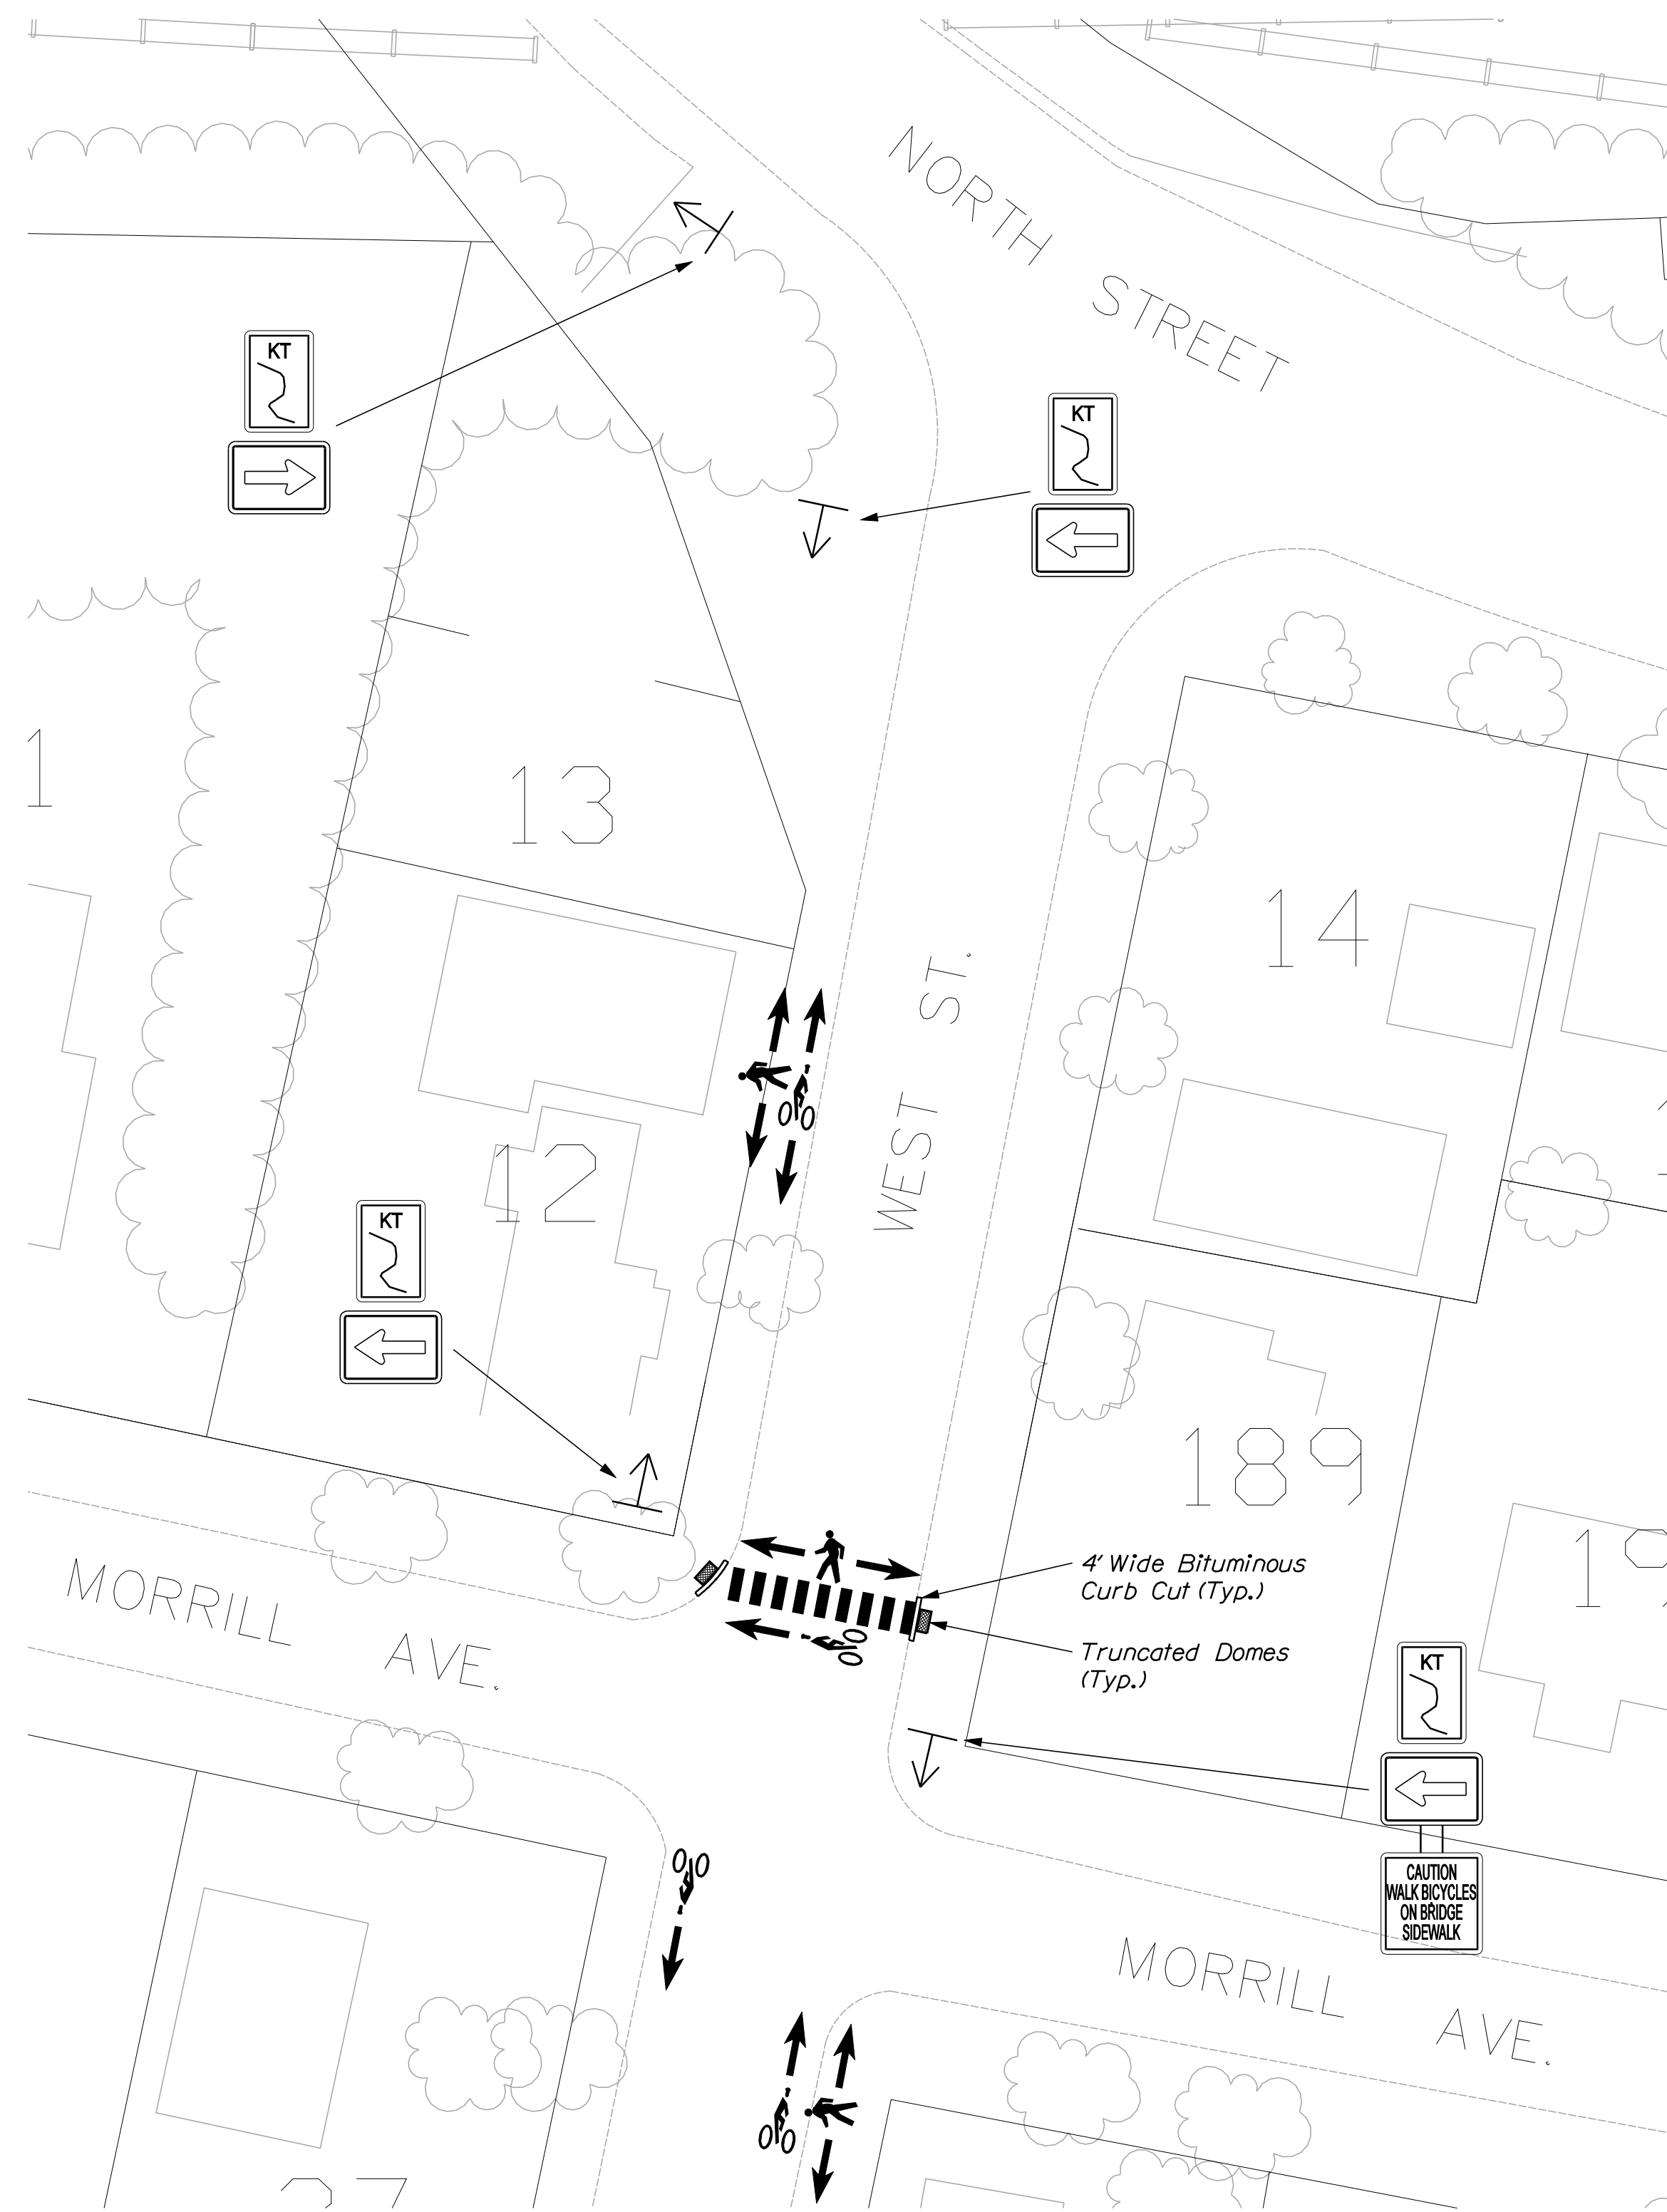 NORTH STREET
KT
KT
1
13
14
WEST ST.
12
KT
189
4' Wide Bituminous
Curb Cut (Typ.)
MORRILL AVE.
Truncated Domes
(Typ.)
KT
CAUTION
WALK BICYCLES
ON BRIDGE
SIDEWALK
MORRILL AVE.